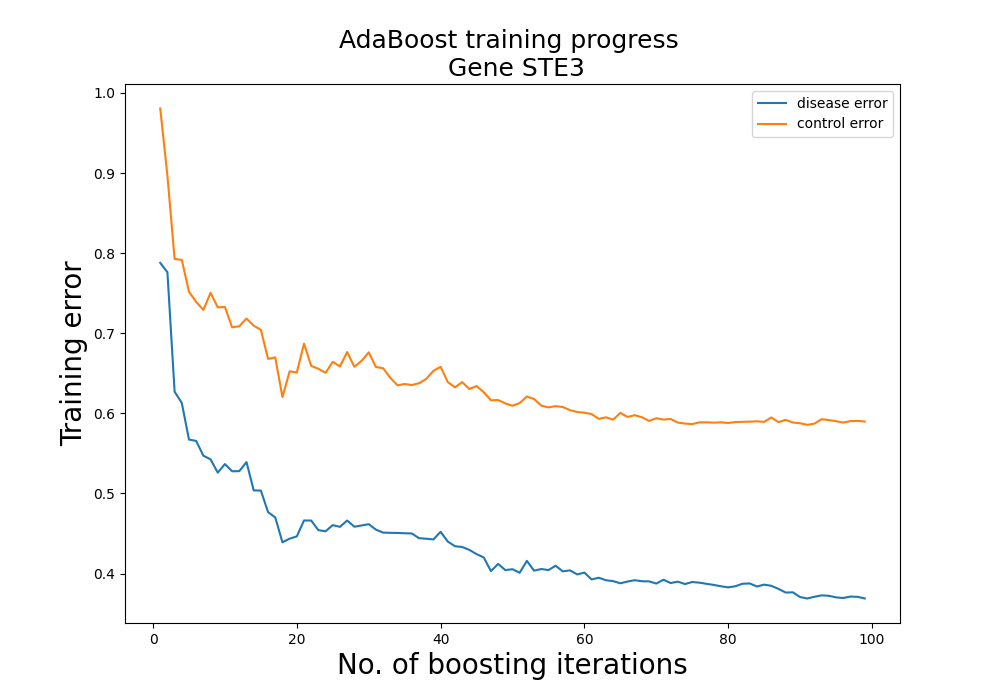 AdaBoost training progress
Gene STE3
disease error
control error
Training error
1.0
0.9
0.8
0.7
0.6
0.5
0.4
0
20
40
60
80
100
No. of boosting iterations